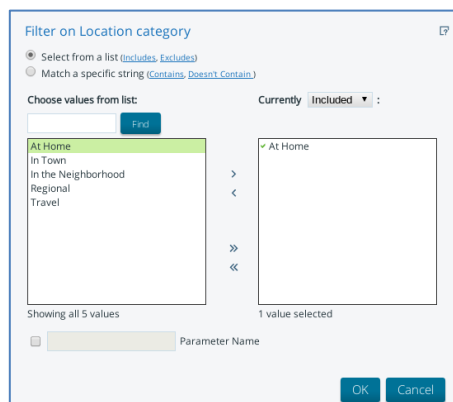 Filter on Location category
Select from a list (Includes, Excludes)
Match a specific string (Contains, Doesn't Contain )
Choose values from list:
Currently Included :
Find
At Home
In Town
In the Neighborhood
Regional
Travel
At Home
Showing all 5 values
1 value selected
Parameter Name
OK
Cancel